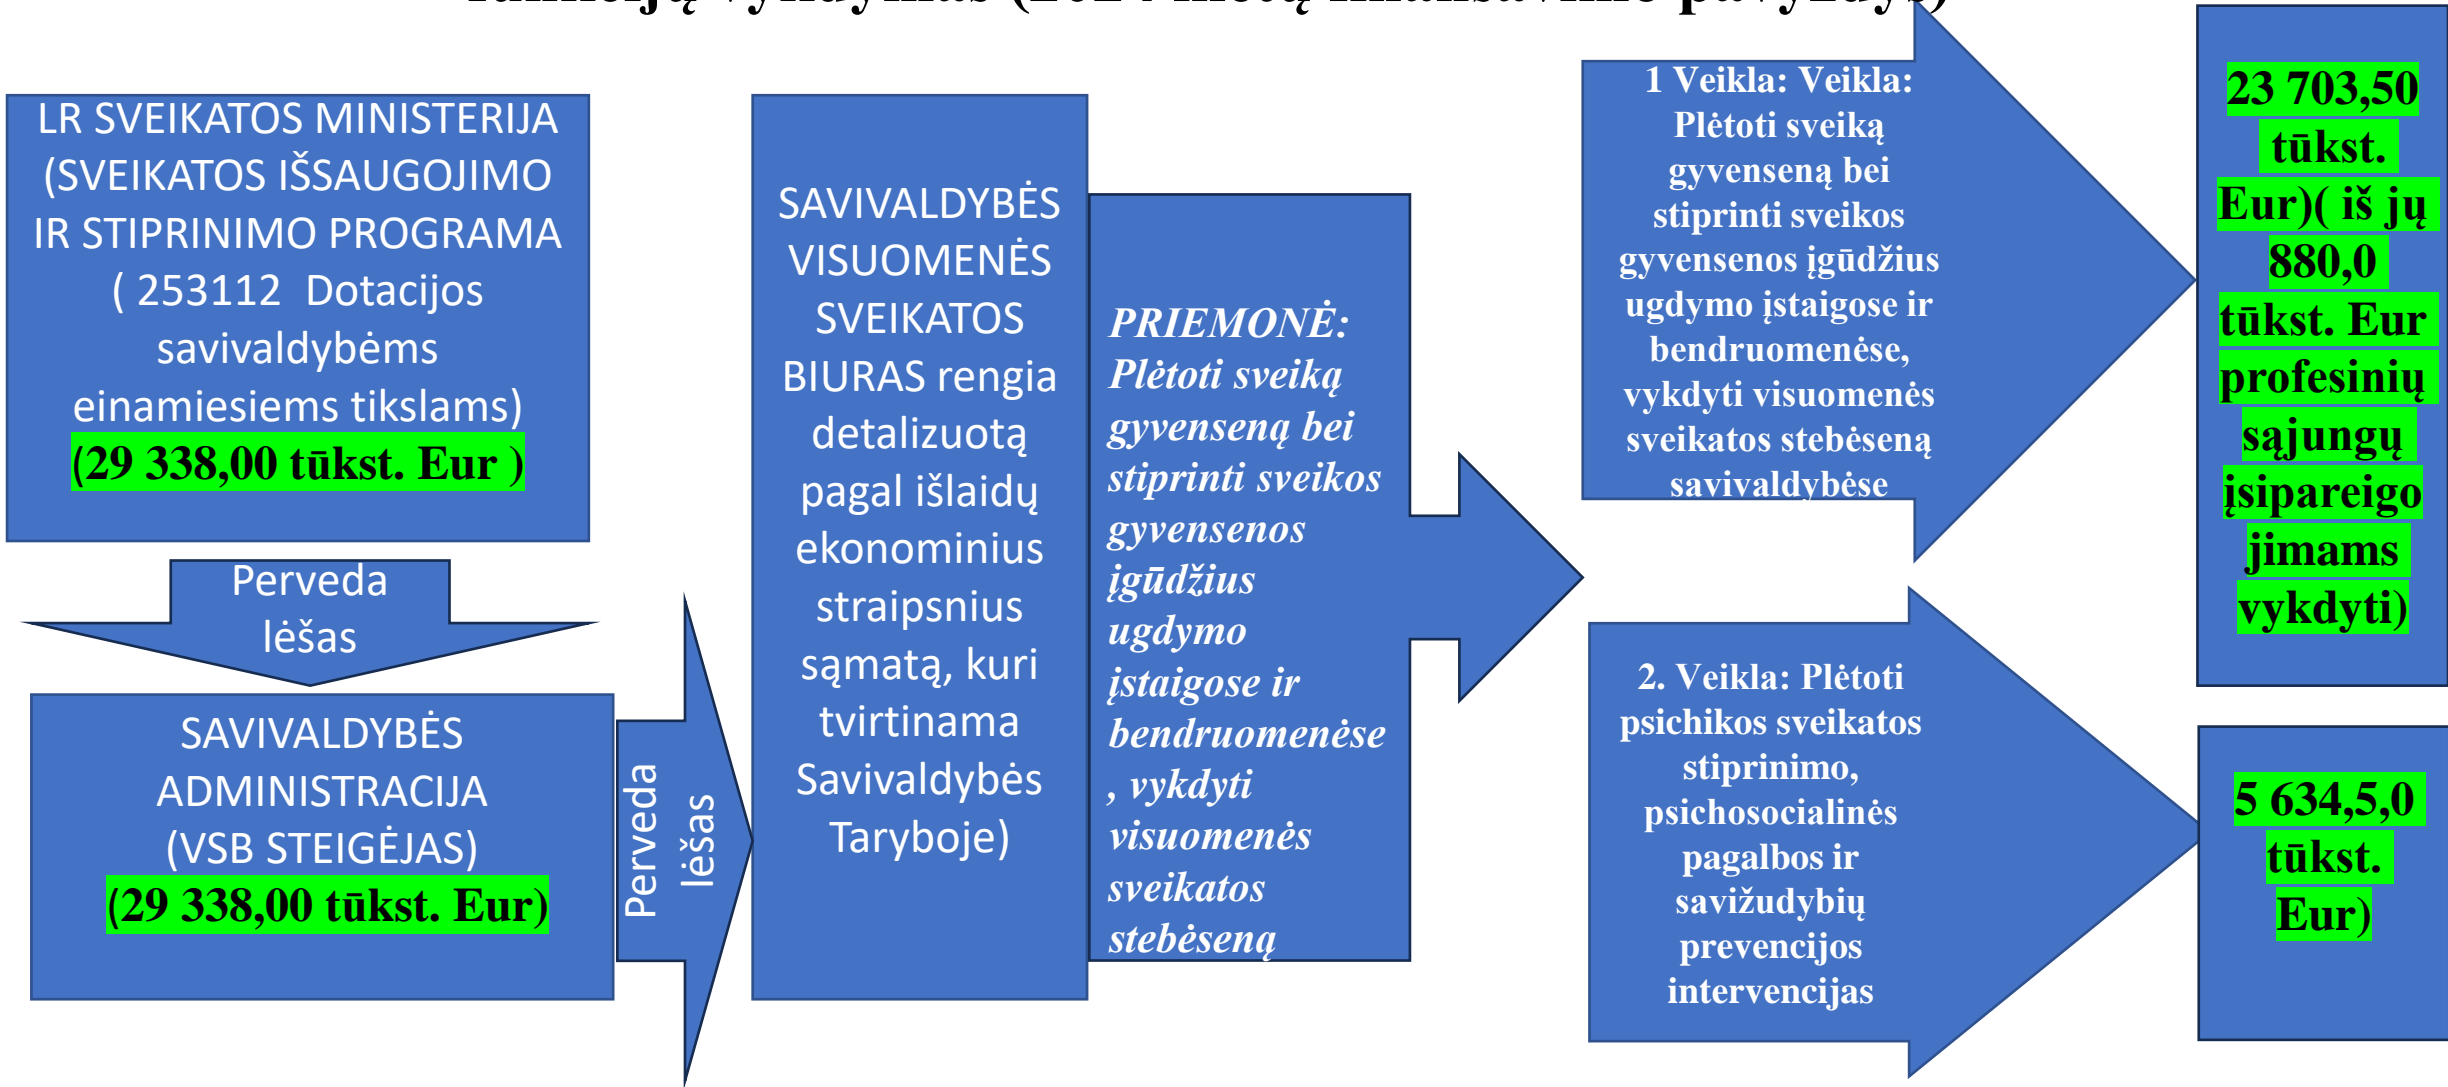 funkcijų vykdymas (2024 metų finansavimo pavyzdys)
LR SVEIKATOS MINISTERIJA
(SVEIKATOS IŠSAUGOJIMO
IR STIPRINIMO PROGRAMA
( 253112 Dotacijos
savivaldybėms
einamiesiems tikslams)
(29 338,00 tūkst. Eur )
Perveda
lėšas
SAVIVALDYBĖS
ADMINISTRACIJA
(VSB STEIGĖJAS)
(29 338,00 tūkst. Eur)
Perveda
lėšas
SAVIVALDYBĖS
VISUOMENĖS
SVEIKATOS
BIURAS rengia
detalizuotą
pagal išlaidų
ekonominius
straipsnius
sąmatą, kuri
tvirtinama
Savivaldybės
Taryboje)
PRIEMONĖ:
Plėtoti sveiką
gyvenseną bei
stiprinti sveikos
gyvensenos
įgūdžius
ugdymo
įstaigose ir
bendruomenėse
, vykdyti
visuomenės
sveikatos
stebėseną
1 Veikla: Veikla:
Plėtoti sveiką
gyvenseną bei
stiprinti sveikos
gyvensenos įgūdžius
ugdymo įstaigose ir
bendruomenėse,
vykdyti visuomenės
sveikatos stebėseną
savivaldybėse
23 703,50
tūkst.
Eur)( iš jų
880,0
tūkst. Eur
profesinių
sąjungų
įsipareigo
jimams
vykdyti)
2. Veikla: Plėtoti
psichikos sveikatos
stiprinimo,
psichosocialinės
pagalbos ir
savižudybių
prevencijos
intervencijas
5 634,5,0
tūkst.
Eur)